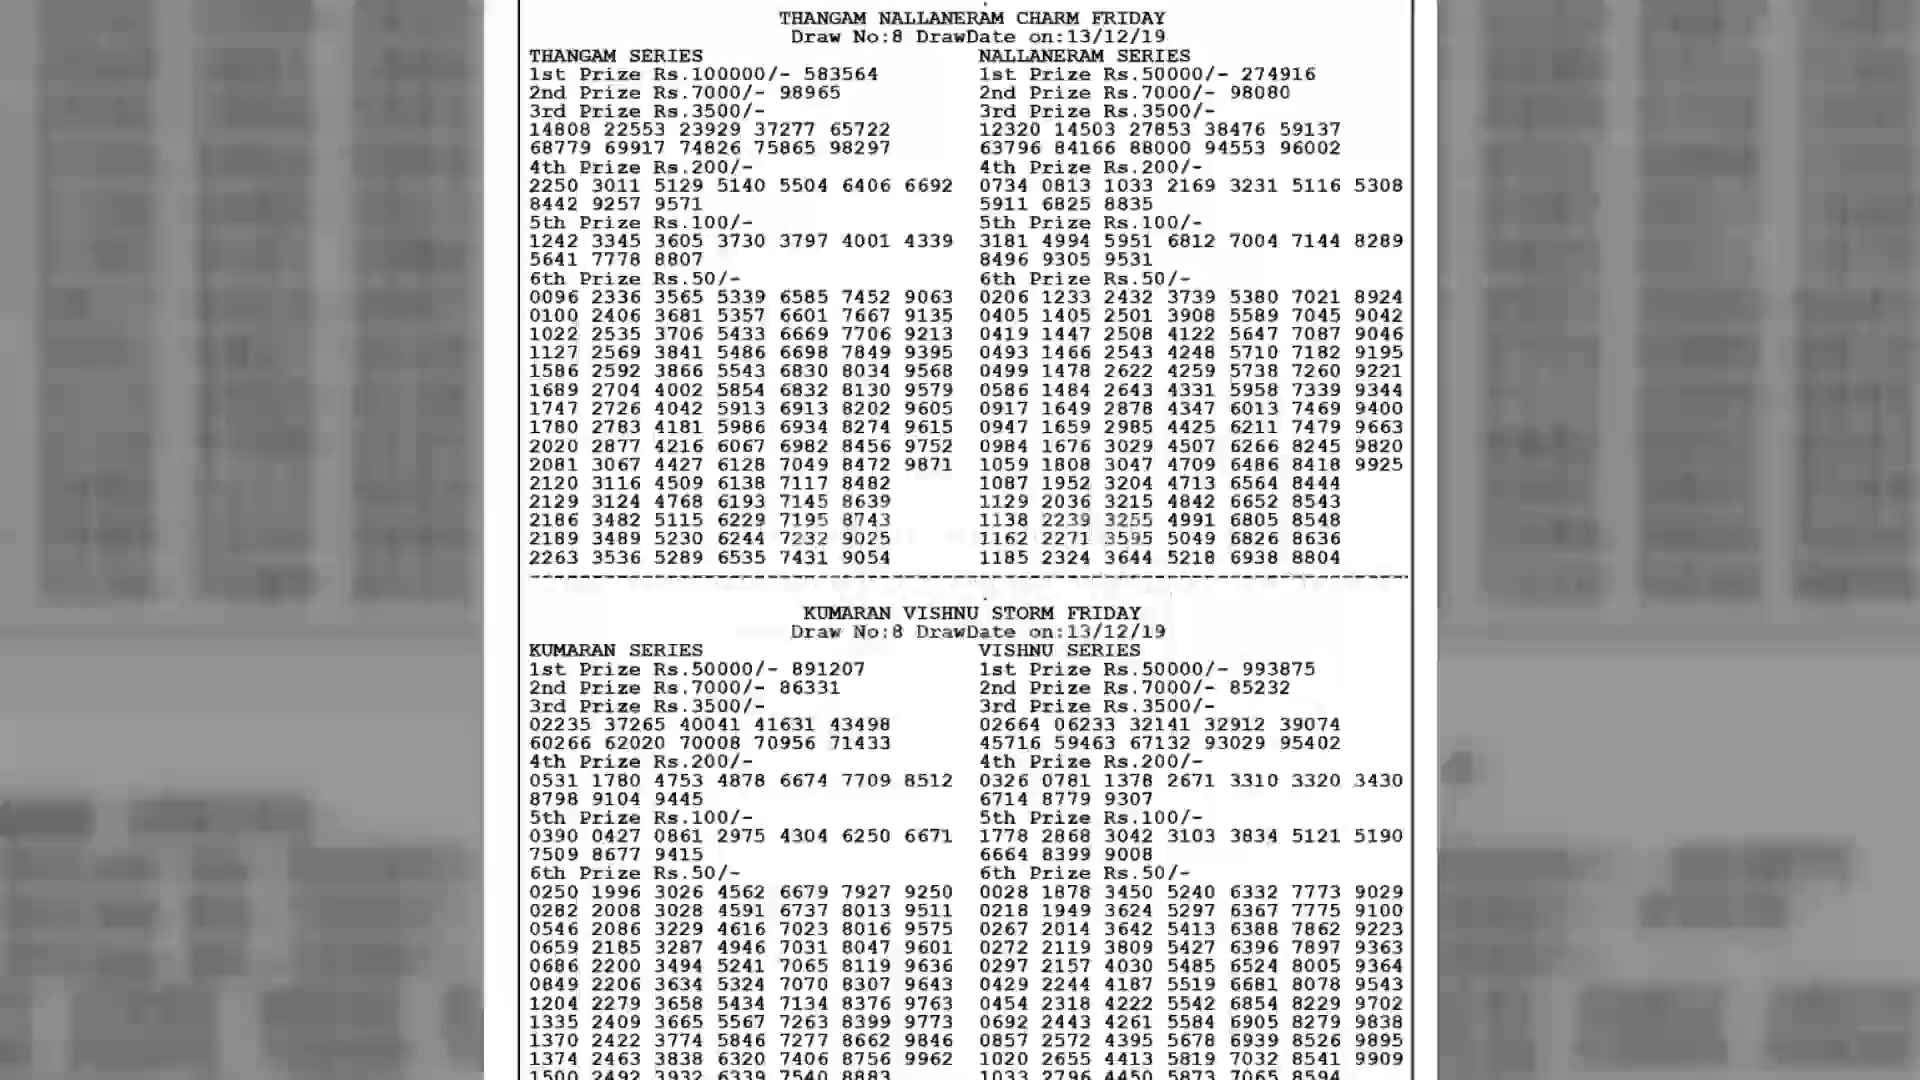 THANGAM NALLANERAM CHARM FRIDAY
Draw No:8 DrawDate on:13/12/19
THANGAM SERIES
1st Prize Rs.100000/- 583564
2nd Prize Rs.7000/- 98965
3rd Prize Rs.3500/-
14808 22553 23929 37277 65722
68779 69917 74826 75865 98297
4th Prize Rs.200/-
2250 3011 5129 5140 5504 6406 6692
8442 9257 9571
5th Prize Rs.100/-
1242 3345 3605 3730 3797 4001 4339
5641 7778 8807
6th Prize Rs.50/-
0096 2336 3565 5339 6585 7452 9063
0100 2406 3681 5357 6601 7667 9135
1022 2535 3706 5433 6669 7706 9213
1127 2569 3841 5486 6698 7849 9395
1586 2592 3866 5543 6830 8034 9568
1689 2704 4002 5854 6832 8130 9579
1747 2726 4042 5913 6913 8202 9605
1780 2783 4181 5986 6934 8274 9615
2020 2877 4216 6067 6982 8456 9752
2081 3067 4427 6128 7049 8472 9871
2120 3116 4509 6138 7117 8482
2129 3124 4768 6193 7145 8639
2186 3482 5115 6229 7195 8743
2189 3489 5230 6244 7232 9025
2263 3536 5289 6535 7431 9054
NALLANERAM SERIES
1st Prize Rs.50000/- 274916
2nd Prize Rs.7000/- 98080
3rd Prize Rs.3500/-
12320 14503 27853 38476 59137
63796 84166 88000 94553 96002
4th Prize Rs.200/-
0734 0813 1033 2169 3231 5116 5308
5911 6825 8835
5th Prize Rs.100/-
3181 4994 5951 6812 7004 7144 8289
8496 9305 9531
6th Prize Rs.50/-
0206 1233 2432 3739 5380 7021 8924
0405 1405 2501 3908 5589 7045 9042
0419 1447 2508 4122 5647 7087 9046
0493 1466 2543 4248 5710 7182 9195
0499 1478 2622 4259 5738 7260 9221
0586 1484 2643 4331 5958 7339 9344
0917 1649 2878 4347 6013 7469 9400
0947 1659 2985 4425 6211 7479 9663
0984 1676 3029 4507 6266 8245 9820
1059 1808 3047 4709 6486 8418 9925
1087 1952 3204 4713 6564 8444
1129 2036 3215 4842 6652 8543
1138 2239 3255 4991 6805 8548
1162 2271 3595 5049 6826 8636
1185 2324 3644 5218 6938 8804
KUMARAN VISHNU STORM FRIDAY
Draw No:8 DrawDate on:13/12/19
KUMARAN SERIES
1st Prize Rs.50000/- 891207
2nd Prize Rs.7000/- 86331
3rd Prize Rs.3500/-
02235 37265 40041 41631 43498
60266 62020 70008 70956 71433
4th Prize Rs.200/-
0531 1780 4753 4878 6674 7709 8512
8798 9104 9445
5th Prize Rs.100/-
0390 0427 0861 2975 4304 6250 6671
7509 8677 9415
6th Prize Rs.50/-
0250 1996 3026 4562 6679 7927 9250
0282 2008 3028 4591 6737 8013 9511
0546 2086 3229 4616 7023 8016 9575
0659 2185 3287 4946 7031 8047 9601
0686 2200 3494 5241 7065 8119 9636
0849 2206 3634 5324 7070 8307 9643
1204 2279 3658 5434 7134 8376 9763
1335 2409 3665 5567 7263 8399 9773
1370 2422 3774 5846 7277 8662 9846
1374 2463 3838 6320 7406 8756 9962
1500 2492 3932 6339 7540 8883
VISHNU SERIES
1st Prize Rs.50000/- 993875
2nd Prize Rs.7000/- 85232
3rd Prize Rs.3500/-
02664 06233 32141 32912 39074
45716 59463 67132 93029 95402
4th Prize Rs.200/-
0326 0781 1378 2671 3310 3320 3430
6714 8779 9307
5th Prize Rs.100/-
1778 2868 3042 3103 3834 5121 5190
6664 8399 9008
6th Prize Rs.50/-
0028 1878 3450 5240 6332 7773 9029
0218 1949 3624 5297 6367 7775 9100
0267 2014 3642 5413 6388 7862 9223
0272 2119 3809 5427 6396 7897 9363
0297 2157 4030 5485 6524 8005 9364
0429 2244 4187 5519 6681 8078 9543
0454 2318 4222 5542 6854 8229 9702
0692 2443 4261 5584 6905 8279 9838
0857 2572 4395 5678 6939 8526 9895
1020 2655 4413 5819 7032 8541 9909
1033 2796 4450 5873 7065 8594